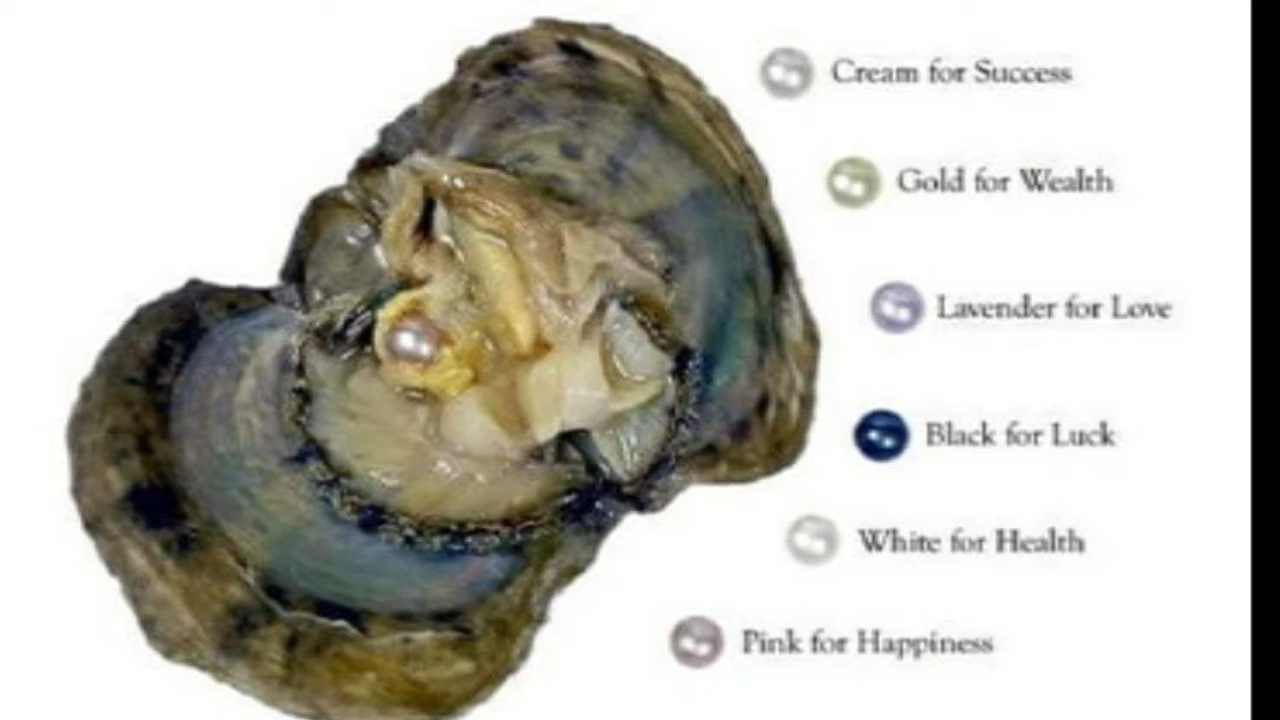 Cream for Success
Gold for Wealth
Lavender for Love
Black for Luck
White for Health
Pink for Happiness